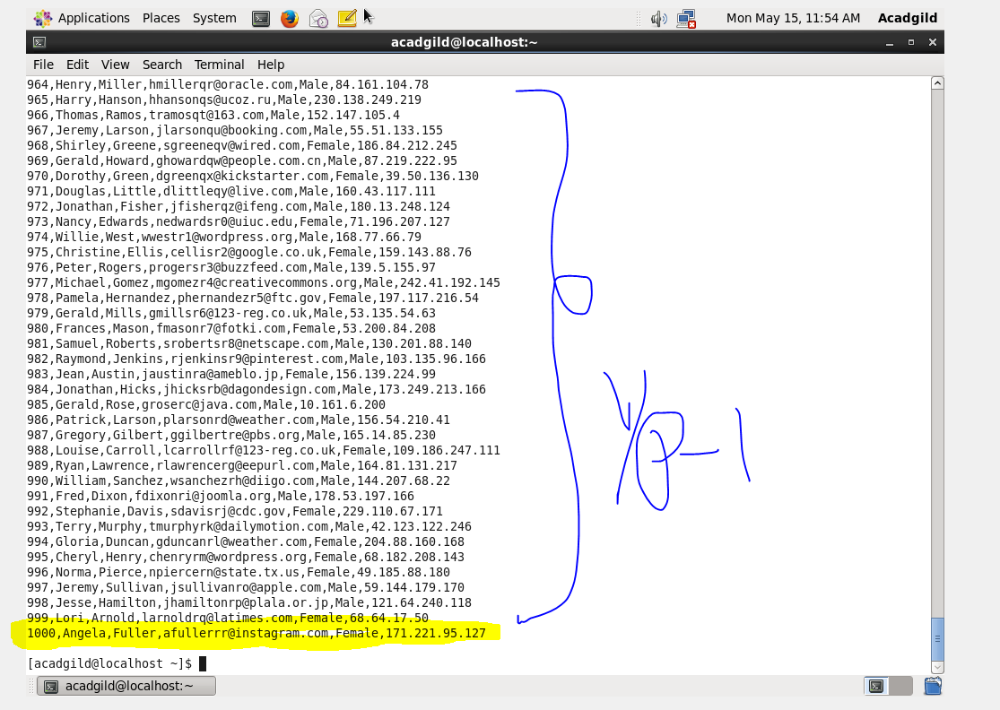 Applications Places System Mon May 15, 11:54 AM Acadgild
acadgild@localhost:~
File Edit View Search Terminal Help
964,Henry,Miller,hmillerqr@oracle.com,Male,84.161.104.78
965,Harry,Hanson,hhansonqs@ucoz.ru,Male,230.138.249.219
966,Thomas,Ramos,tramosqt@163.com,Male,152.147.105.4
967,Jeremy,Larson,jlarsonqu@booking.com,Male,55.51.133.155
968,Shirley,Greene,sgreeneqv@wired.com,Female,186.84.212.245
969,Gerald,Howard,ghowardqw@people.com.cn,Male,87.219.222.95
970,Dorothy,Green,dgreenqx@kickstarter.com,Female,39.50.136.130
971,Douglas,Little,dlittleqy@live.com,Male,160.43.117.111
972,Jonathan,Fisher,jfisherqz@ifeng.com,Male,180.13.248.124
973,Nancy,Edwards,nedwardsr0@uiuc.edu,Female,71.196.207.127
974,Willie,West,wwestr1@wordpress.org,Male,168.77.66.79
975,Christine,Ellis,cellisr2@google.co.uk,Female,159.143.88.76
976,Peter,Rogers,progersr3@buzzfeed.com,Male,139.5.155.97
977,Michael,Gomez,mgomezr4@creativecommons.org,Male,242.41.192.145
978,Pamela,Hernandez,phernandezr5@ftc.gov,Female,197.117.216.54
979,Gerald,Mills,gmillsr6@123-reg.co.uk,Male,53.135.54.63
980,Frances,Mason,fmasonr7@fotki.com,Female,53.200.84.208
981,Samuel,Roberts,srobertsr8@netscape.com,Male,130.201.88.140
982,Raymond,Jenkins,rjenkinsr9@pinterest.com,Male,103.135.96.166
983,Jean,Austin,jaustinra@ameblo.jp,Female,156.139.224.99
984,Jonathan,Hicks,jhicksrb@dagondesign.com,Male,173.249.213.166
985,Gerald,Rose,groserc@java.com,Male,10.161.6.200
986,Patrick,Larson,plarsonrd@weather.com,Male,156.54.210.41
987,Gregory,Gilbert,ggilbertre@pbs.org,Male,165.14.85.230
988,Louise,Carroll,lcarrollrf@123-reg.co.uk,Female,109.186.247.111
989,Ryan,Lawrence,rlawrencerg@eepurl.com,Male,164.81.131.217
990,William,Sanchez,wsanchezrh@diigo.com,Male,144.207.68.22
991,Fred,Dixon,fdixonri@joomla.org,Male,178.53.197.166
992,Stephanie,Davis,sdavisrj@cdc.gov,Female,229.110.67.171
993,Terry,Murphy,tmurphyrk@dailymotion.com,Male,42.123.122.246
994,Gloria,Duncan,gduncanrl@weather.com,Female,204.88.160.168
995,Cheryl,Henry,chenryrm@wordpress.org,Female,68.182.208.143
996,Norma,Pierce,npiercern@state.tx.us,Female,49.185.88.180
997,Jeremy,Sullivan,jsullivanro@apple.com,Male,59.144.179.170
998,Jesse,Hamilton,jhamiltonrp@plala.or.jp,Male,121.64.240.118
999,Lori,Arnold,larnoldrq@latimes.com,Female,68.64.17.50
1000,Angela,Fuller,afullerrr@instagram.com,Female,171.221.95.127
[acadgild@localhost ~]$
acadgild@localhost:~